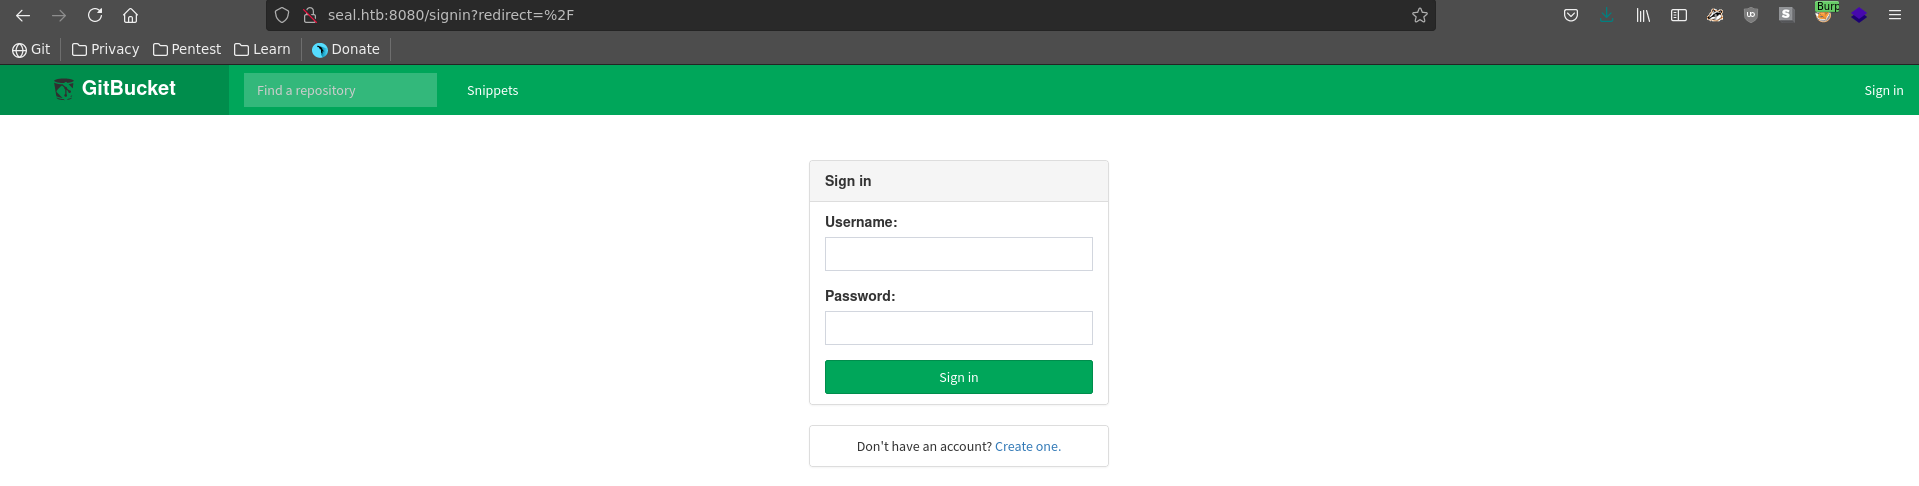 seal.htb:8080/signin?redirect=%2F
Burp
Git Privacy Pentest Learn Donate
GitBucket Find a repository Snippets Sign in
Sign in
Username:
Password:
Sign in
Don't have an account? Create one.